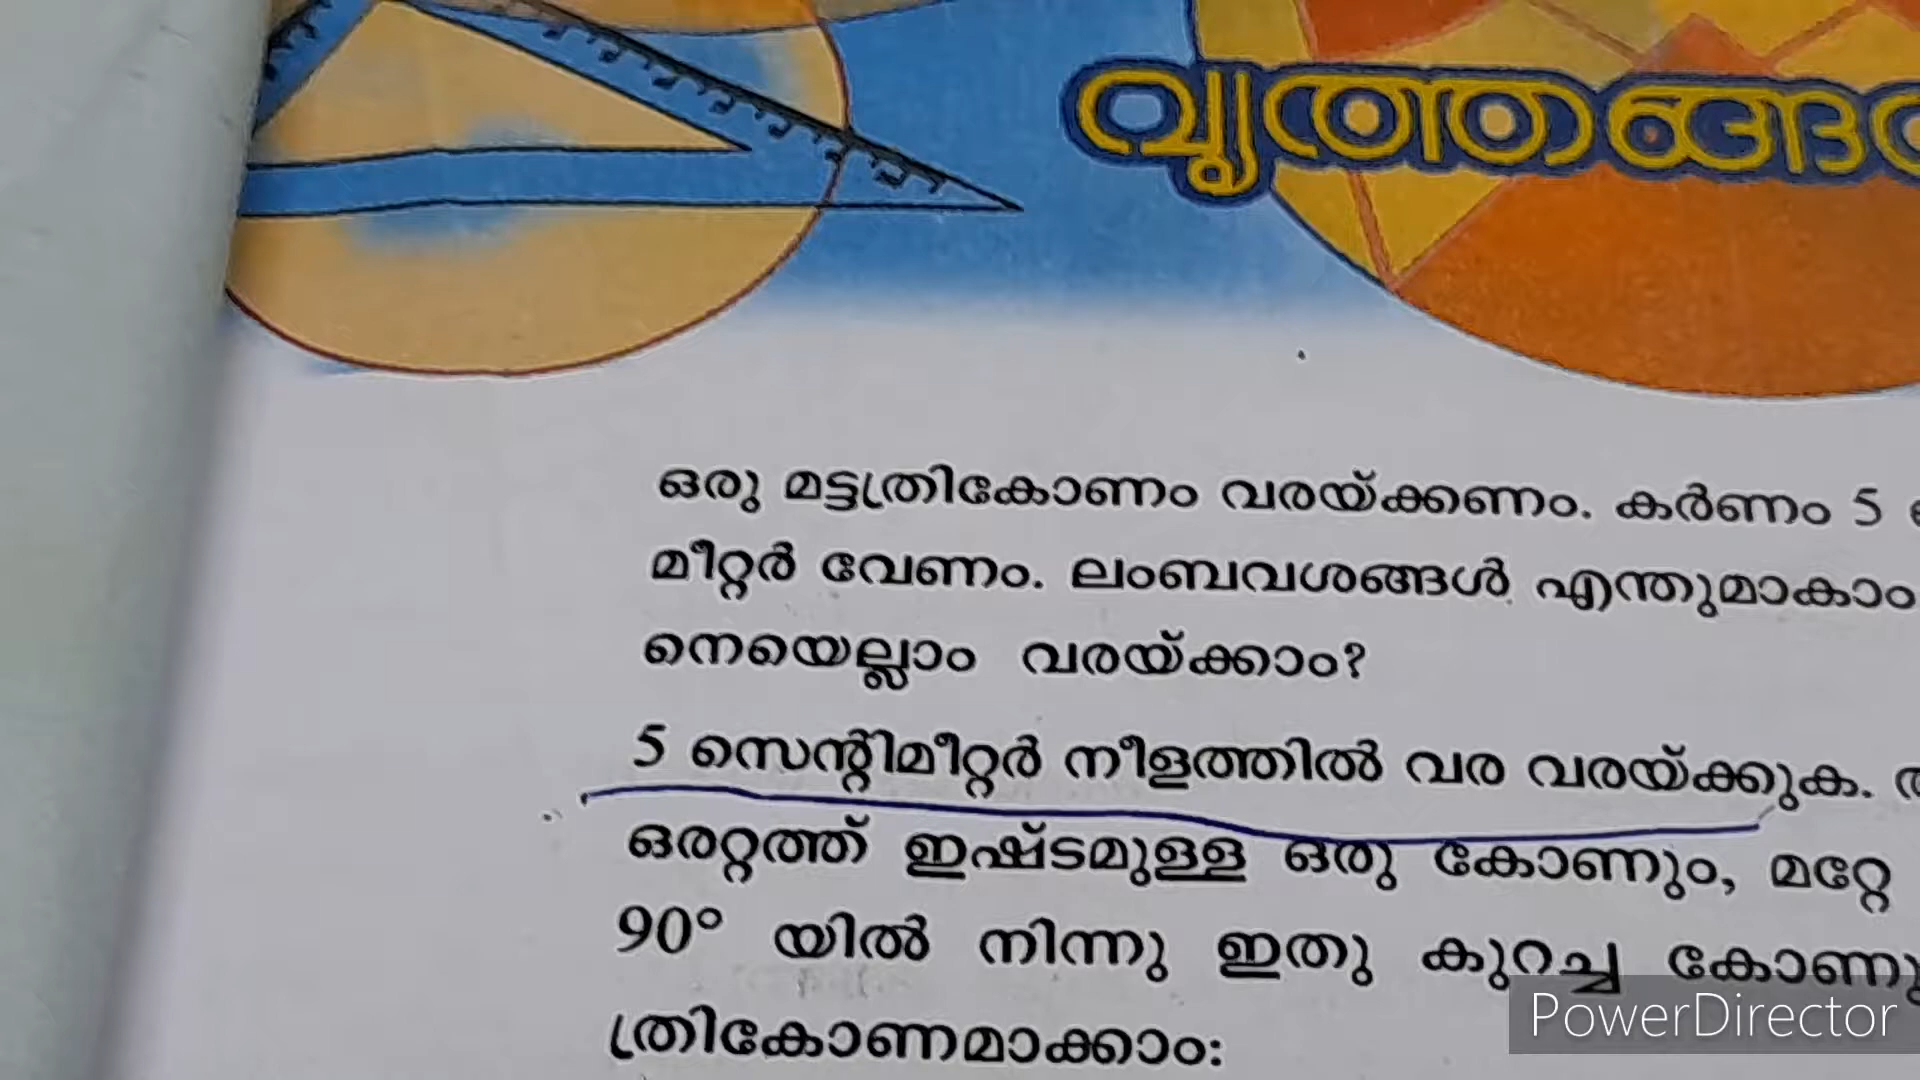 വൃത്തങ്ങ
ഒരു മട്ടത്രികോണം വരയ്ക്കണം. കർണം 5
മീറ്റർ വേണം. ലംബവശങ്ങൾ എന്തുമാകാം
നെയെല്ലാം വരയ്ക്കാം?
5 സെന്റിമീറ്റർ നീളത്തിൽ വര വരയ്ക്കുക.
ഒരറ്റത്ത് ഇഷ്ടമുള്ള ഒരു കോണും, മറ്റേ
90° യിൽ നിന്നു ഇതു കുറച്ച കോണു
ത്രികോണമാക്കാം:
PowerDirector